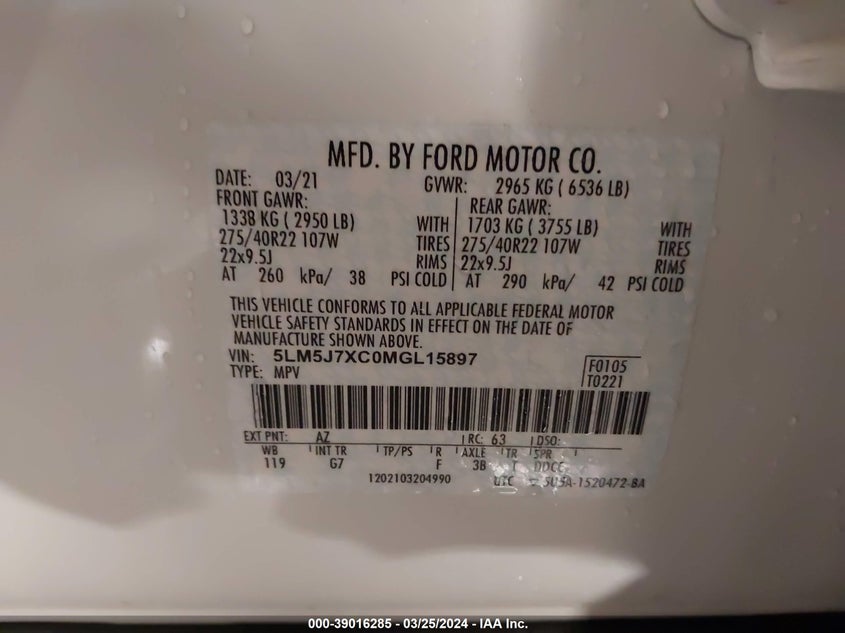 MFD. BY FORD MOTOR CO.
DATE: 03/21 GVWR: 2965 KG ( 6536 LB)
FRONT GAWR: REAR GAWR:
1338 KG ( 2950 LB) WITH 1703 KG ( 3755 LB) WITH
275/40R22 107W TIRES 275/40R22 107W TIRES
22x9.5J RIMS 22x9.5J RIMS
AT 260 kPa/ 38 PSI COLD AT 290 kPa/ 42 PSI COLD
THIS VEHICLE CONFORMS TO ALL APPLICABLE FEDERAL MOTOR
VEHICLE SAFETY STANDARDS IN EFFECT ON THE DATE OF
MANUFACTURE SHOWN ABOVE.
VIN: 5LM5J7XC0MGL15897 F0105
TYPE: MPV T0221
EXT PNT: AZ RC: 63 DSO:
WB INT TR TP/PS R AXLE TR SPR
119 G7 F 3B T DDCC
1202103204990 UTC 5U5A-1520472-BA
000-39016285 - 03/25/2024 - IAA Inc.